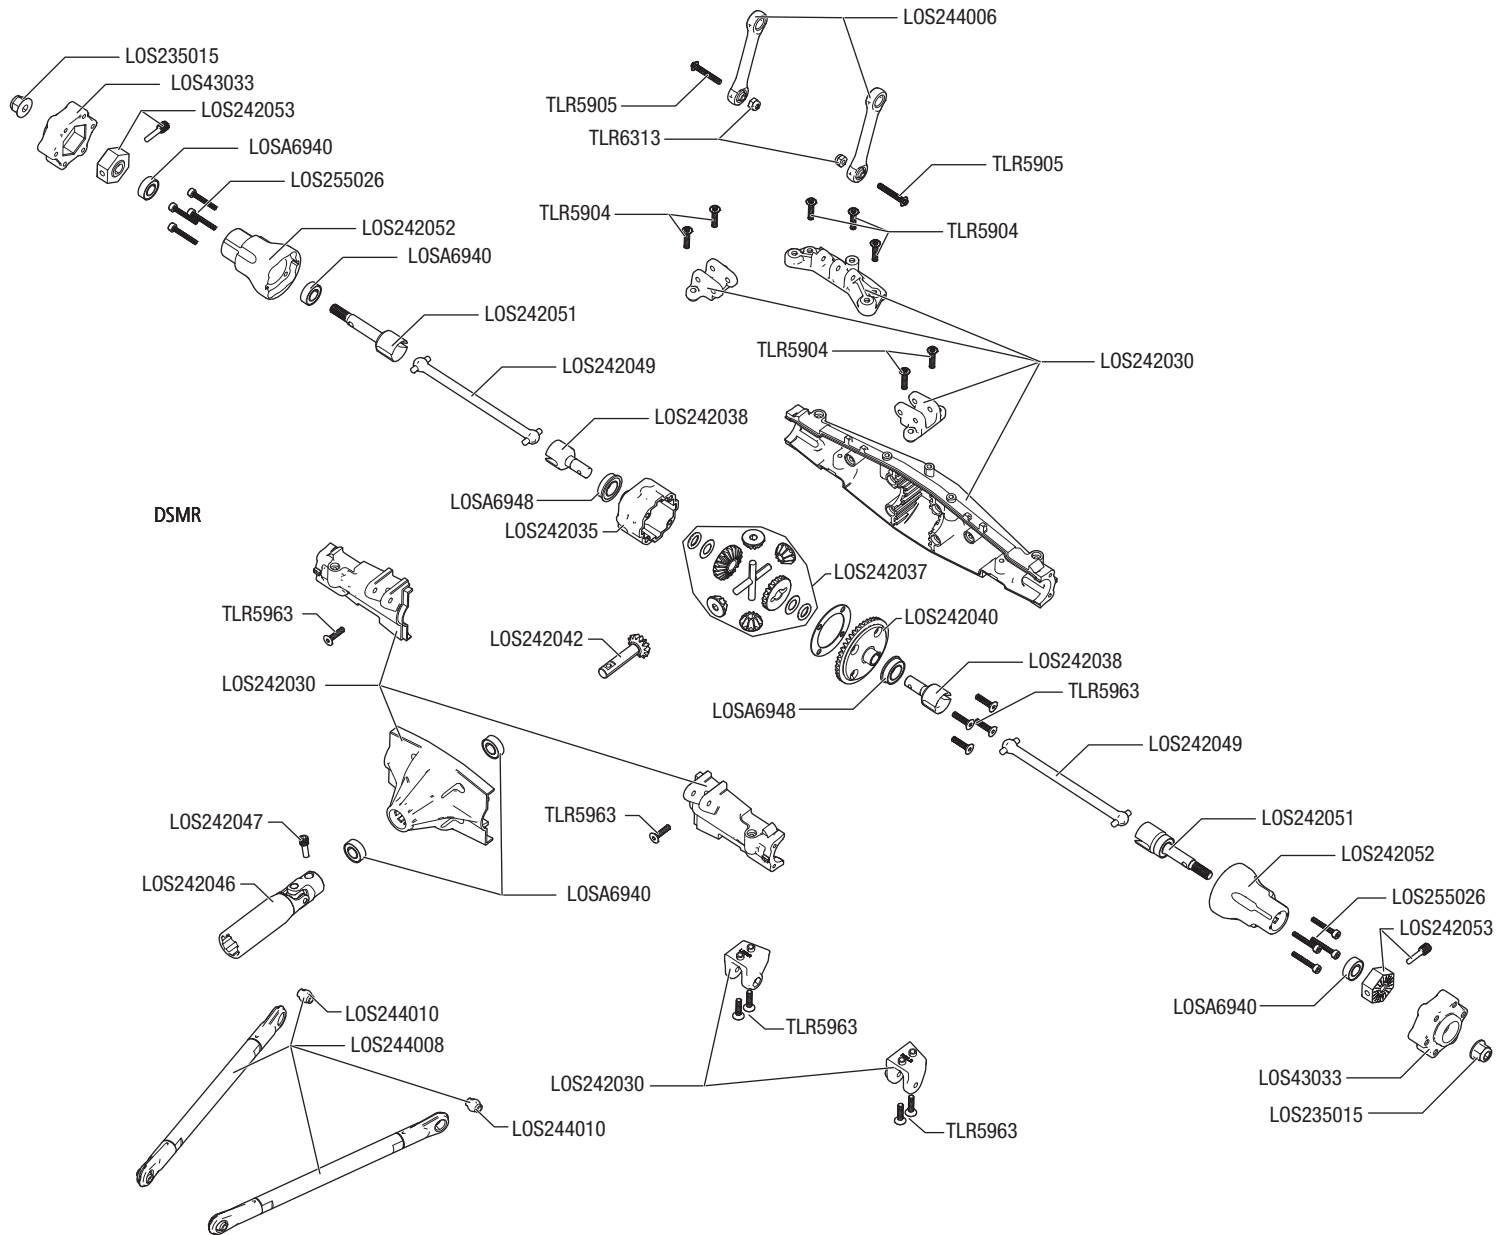 LOS244006
LOS235015
LOS43033
TLR5905
LOS242053
TLR6313
LOSA6940
TLR5905
LOS255026
TLR5904
LOS242052
TLR5904
LOSA6940
LOS242051
TLR5904
LOS242030
LOS242049
LOS242038
LOSA6948
DSMR
LOS242035
LOS242037
TLR5963
LOS242040
LOS242042
LOS242038
LOS242030
TLR5963
LOSA6948
LOS242049
TLR5963
LOS242047
LOS242051
LOS242052
LOS242046
LOSA6940
LOS255026
LOS242053
LOSA6940
LOS244010
TLR5963
LOS244008
LOS43033
LOS242030
LOS235015
LOS244010
TLR5963